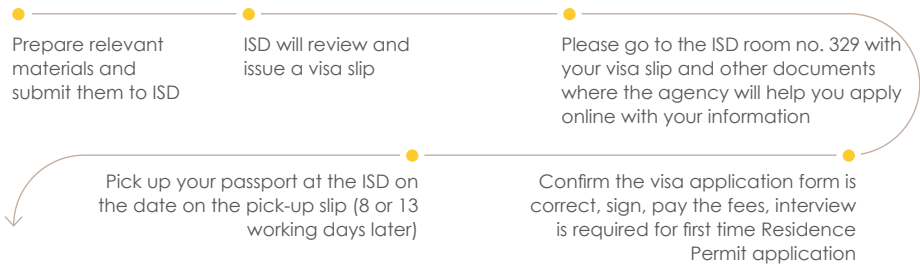 Prepare relevant
materials and
submit them to ISD
ISD will review and
issue a visa slip
Please go to the ISD room no. 329 with
your visa slip and other documents
where the agency will help you apply
online with your information
Confirm the visa application form is
correct, sign, pay the fees, interview
is required for first time Residence
Permit application
Pick up your passport at the ISD on
the date on the pick-up slip (8 or 13
working days later)